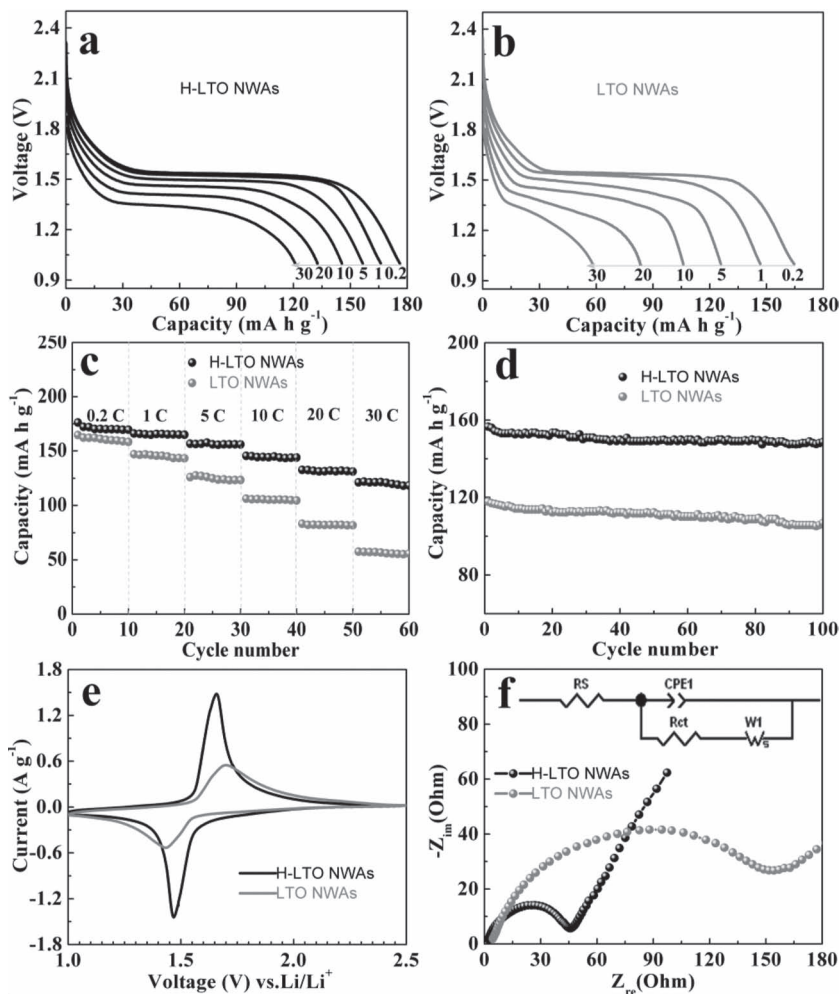 a
H-LTO NWAs
Voltage (V)
2.4
2.1
1.8
1.5
1.2
0.9
30 20 10 5 1 0.2
0 30 60 90 120 150 180
Capacity (mA h g-1)
b
LTO NWAs
Voltage (V)
2.4
2.1
1.8
1.5
1.2
0.9
30 20 10 5 1 0.2
0 30 60 90 120 150 180
Capacity (mA h g-1)
c
H-LTO NWAs
LTO NWAs
0.2 C 1 C 5 C 10 C 20 C 30 C
Capacity (mA h g-1)
250
200
150
100
50
0
0 10 20 30 40 50 60
Cycle number
d
H-LTO NWAs
LTO NWAs
Capacity (mA h g-1)
200
160
120
80
0 20 40 60 80 100
Cycle number
e
Current (A g-1)
1.8
1.2
0.6
0.0
-0.6
-1.2
-1.8
H-LTO NWAs
LTO NWAs
1.0 1.5 2.0 2.5
Voltage (V) vs.Li/Li+
f
RS CPE1
Rct W1
s
H-LTO NWAs
LTO NWAs
-Zim(Ohm)
100
80
60
40
20
0
0 30 60 90 120 150 180
Zre(Ohm)